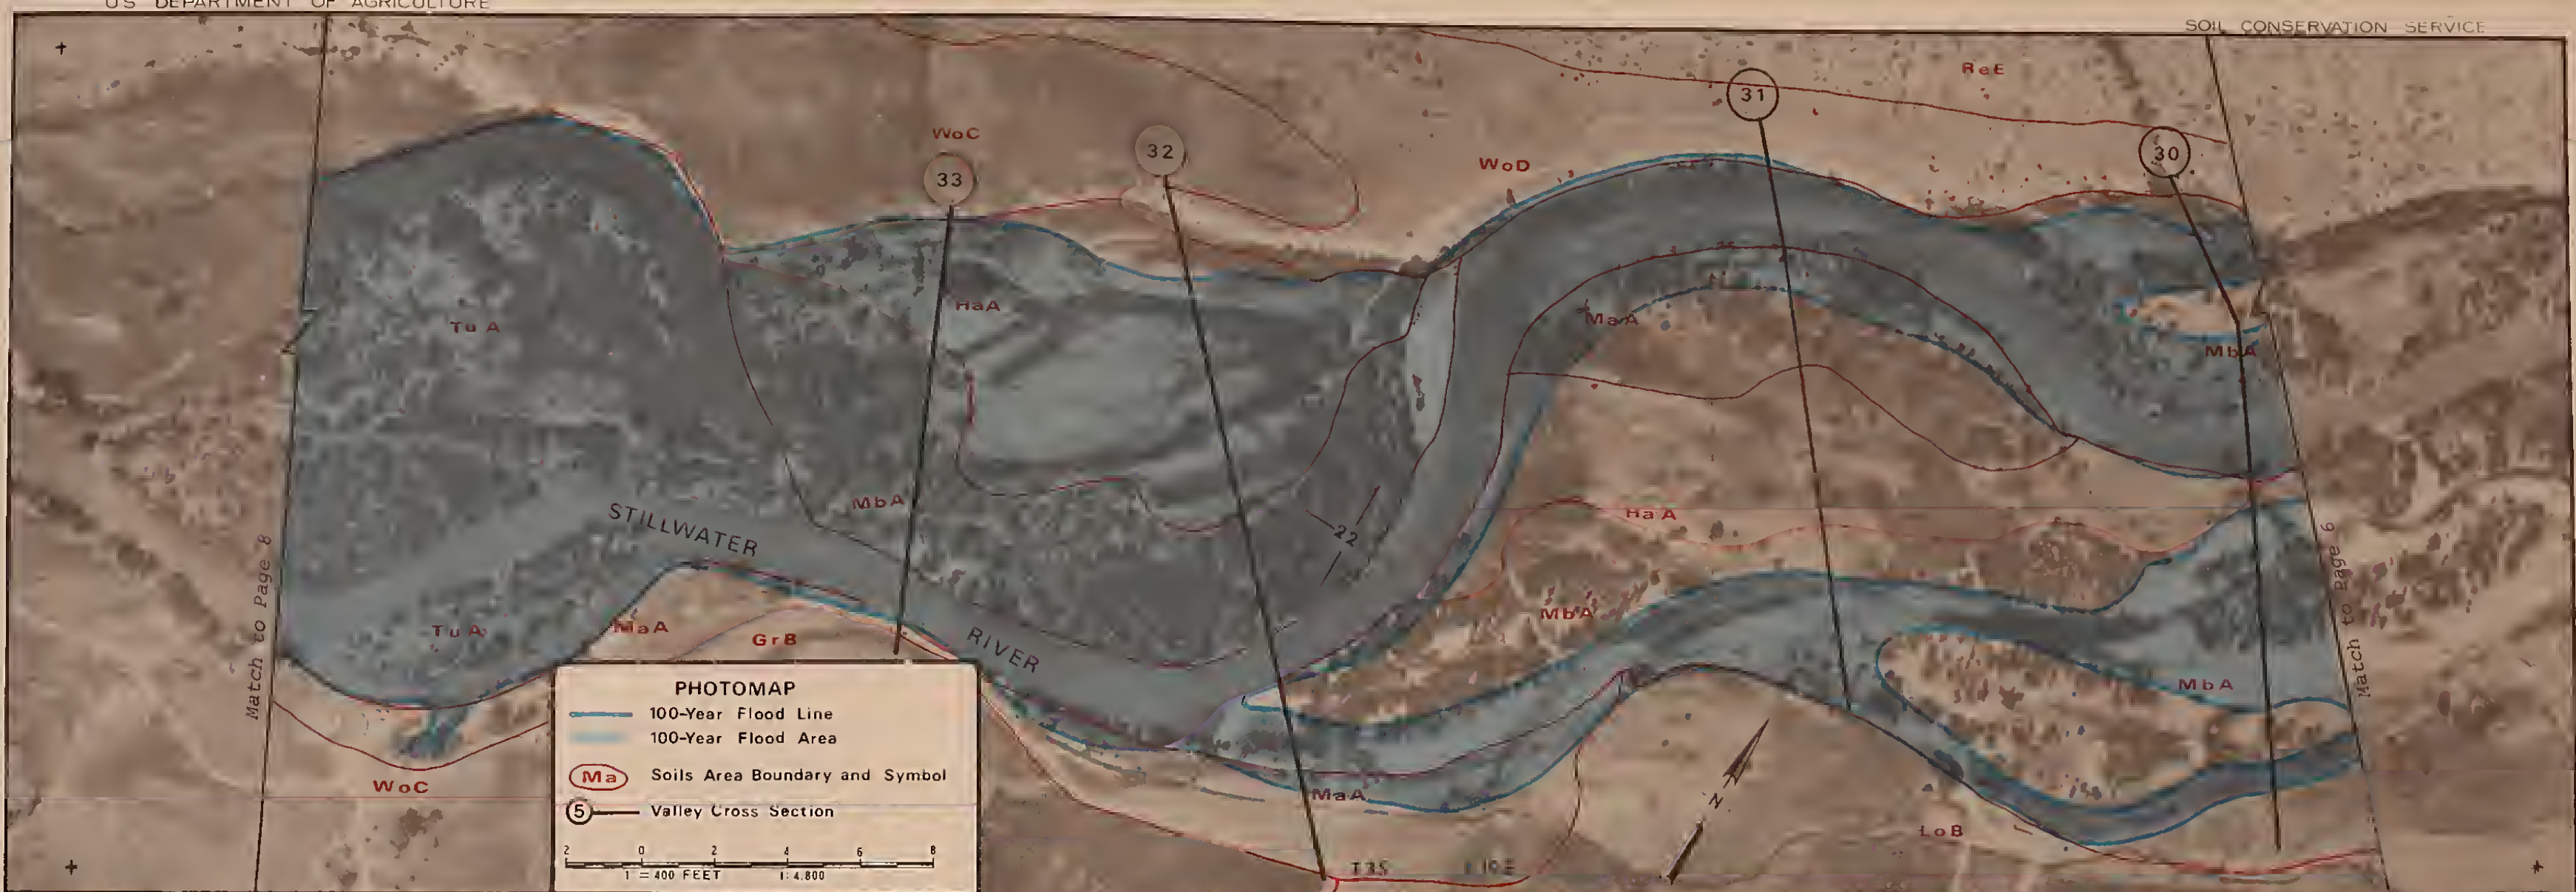 US DEPARTMENT OF AGRICULTURE
SOIL CONSERVATION SERVICE
ReE
31
WoC
32
30
WoD
33
HaA
MaA
TuA
MbA
MbA
HaA
STILLWATER
22
Match to Page 8
Match to Page 6
MbA
TuA
MaA
GrB
RIVER
MbA
WoC
MaA
N
LoB
PHOTOMAP
100-Year Flood Line
100-Year Flood Area
Ma Soils Area Boundary and Symbol
5 Valley Cross Section
2 0 2 4 6 8
1" = 400 FEET 1:4,800
T3S